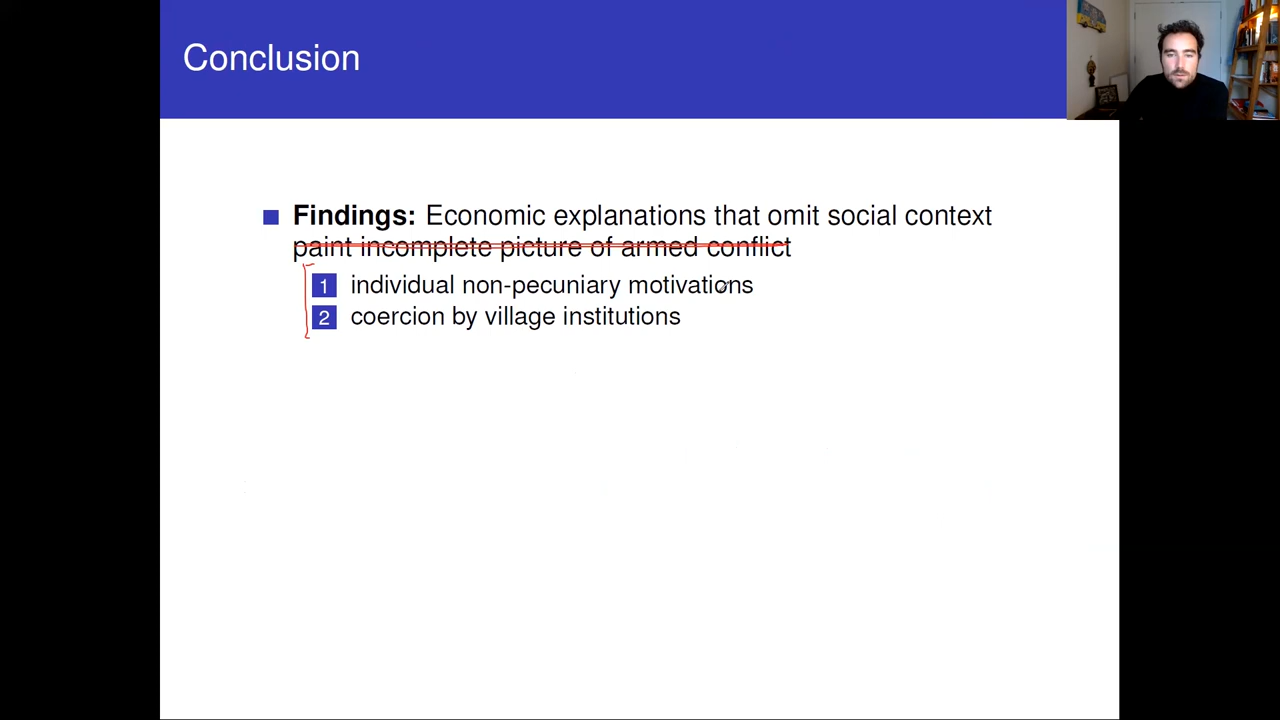 Conclusion
Findings: Economic explanations that omit social context
paint incomplete picture of armed conflict
1 individual non-pecuniary motivations
2 coercion by village institutions